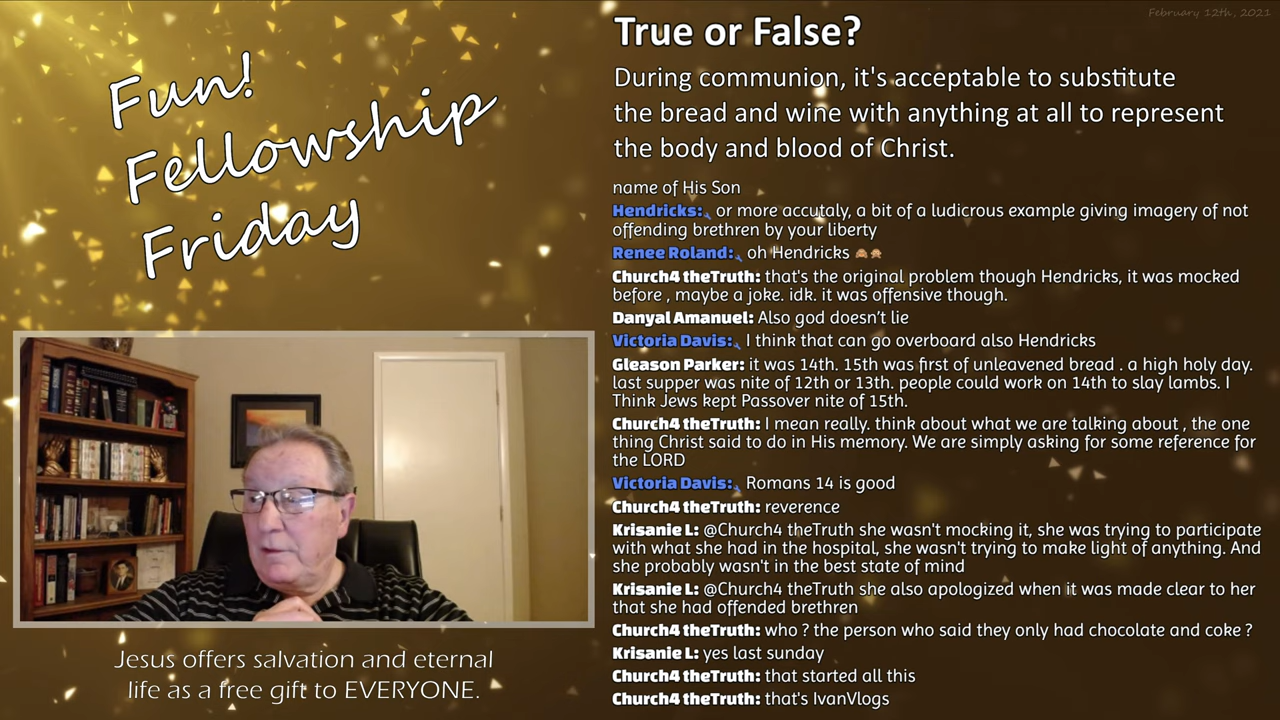 February 12th, 2021
Fun!
Fellowship
Friday
True or False?
During communion, it's acceptable to substitute
the bread and wine with anything at all to represent
the body and blood of Christ.
name of His Son
Hendricks: or more accutaly, a bit of a ludicrous example giving imagery of not
offending brethren by your liberty
Renee Roland: oh Hendricks 🙈🙊
Church4 theTruth: that's the original problem though Hendricks, it was mocked
before , maybe a joke. idk. it was offensive though.
Danyal Amanuel: Also god doesn't lie
Victoria Davis: I think that can go overboard also Hendricks
Gleason Parker: it was 14th. 15th was first of unleavened bread . a high holy day.
last supper was nite of 12th or 13th. people could work on 14th to slay lambs. I
Think Jews kept Passover nite of 15th.
Church4 theTruth: I mean really. think about what we are talking about , the one
thing Christ said to do in His memory. We are simply asking for some reference for
the LORD
Victoria Davis: Romans 14 is good
Church4 theTruth: reverence
Krisanie L: @Church4 theTruth she wasn't mocking it, she was trying to participate
with what she had in the hospital, she wasn't trying to make light of anything. And
she probably wasn't in the best state of mind
Krisanie L: @Church4 theTruth she also apologized when it was made clear to her
that she had offended brethren
Church4 theTruth: who ? the person who said they only had chocolate and coke ?
Krisanie L: yes last sunday
Church4 theTruth: that started all this
Church4 theTruth: that's IvanVlogs
Jesus offers salvation and eternal
life as a free gift to EVERYONE.